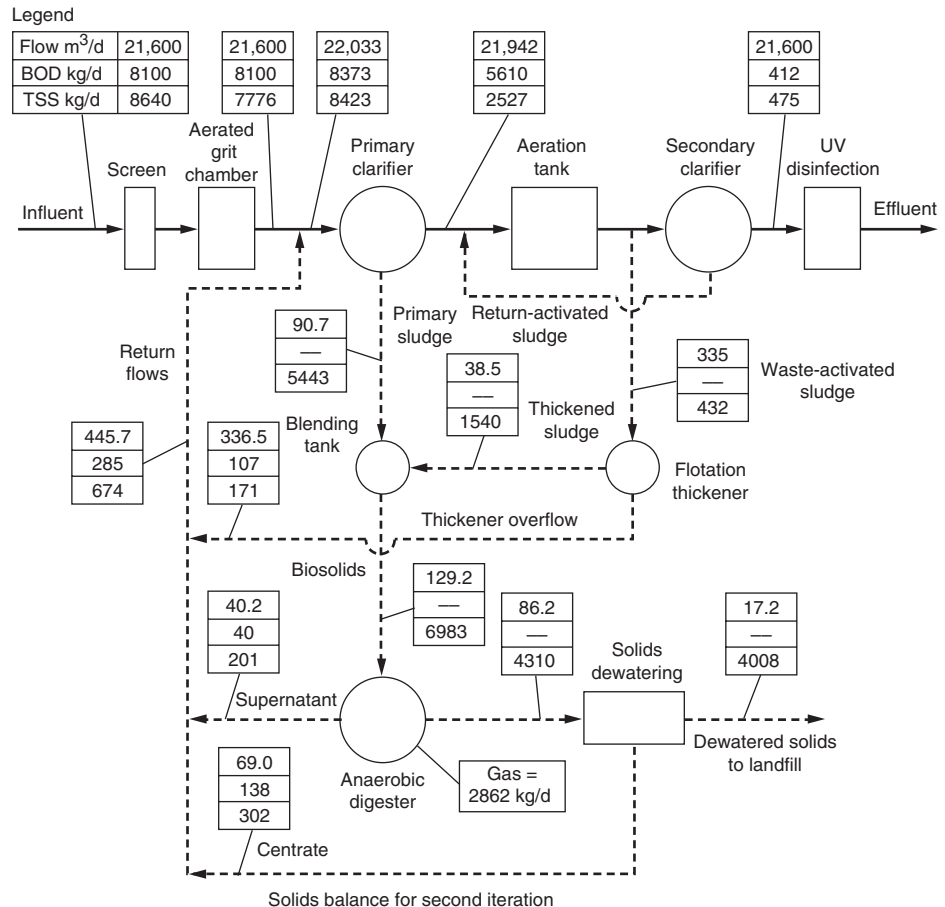 Legend
Flow m³/d 21,600
BOD kg/d 8100
TSS kg/d 8640
21,600
8100
7776
22,033
8373
8423
21,942
5610
2527
21,600
412
475
Influent
Screen
Aerated
grit
chamber
Primary
clarifier
Aeration
tank
Secondary
clarifier
UV
disinfection
Effluent
Return
flows
90.7
—
5443
Primary
sludge
Return-activated
sludge
38.5
—
1540
Thickened
sludge
335
—
432
Waste-activated
sludge
445.7
285
674
336.5
107
171
Blending
tank
Flotation
thickener
Thickener overflow
Biosolids
129.2
—
6983
40.2
40
201
Supernatant
86.2
—
4310
Solids
dewatering
17.2
—
4008
Dewatered solids
to landfill
Anaerobic
digester
Gas =
2862 kg/d
69.0
138
302
Centrate
Solids balance for second iteration